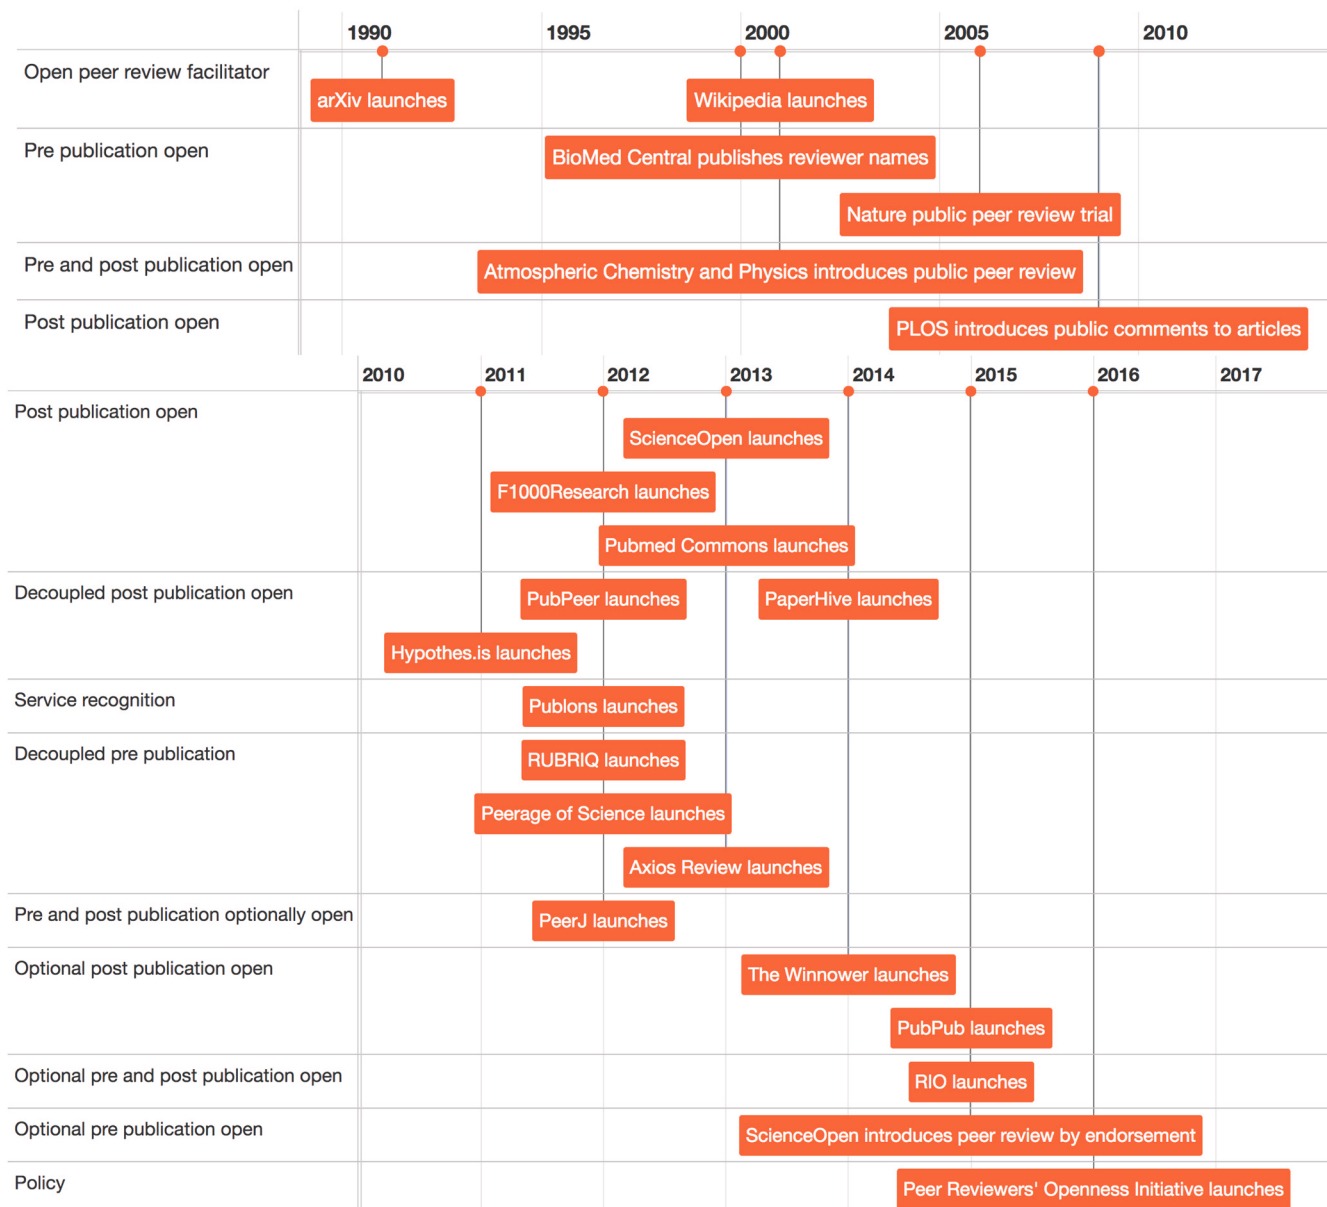 1990 1995 2000 2005 2010
Open peer review facilitator
arXiv launches Wikipedia launches
Pre publication open
BioMed Central publishes reviewer names
Nature public peer review trial
Pre and post publication open
Atmospheric Chemistry and Physics introduces public peer review
Post publication open
PLOS introduces public comments to articles
2010 2011 2012 2013 2014 2015 2016 2017
Post publication open
ScienceOpen launches
F1000Research launches
Pubmed Commons launches
Decoupled post publication open
PubPeer launches PaperHive launches
Hypothes.is launches
Service recognition
Publons launches
Decoupled pre publication
RUBRIQ launches
Peerage of Science launches
Axios Review launches
Pre and post publication optionally open
PeerJ launches
Optional post publication open
The Winnower launches
PubPub launches
Optional pre and post publication open
RIO launches
Optional pre publication open
ScienceOpen introduces peer review by endorsement
Policy
Peer Reviewers' Openness Initiative launches